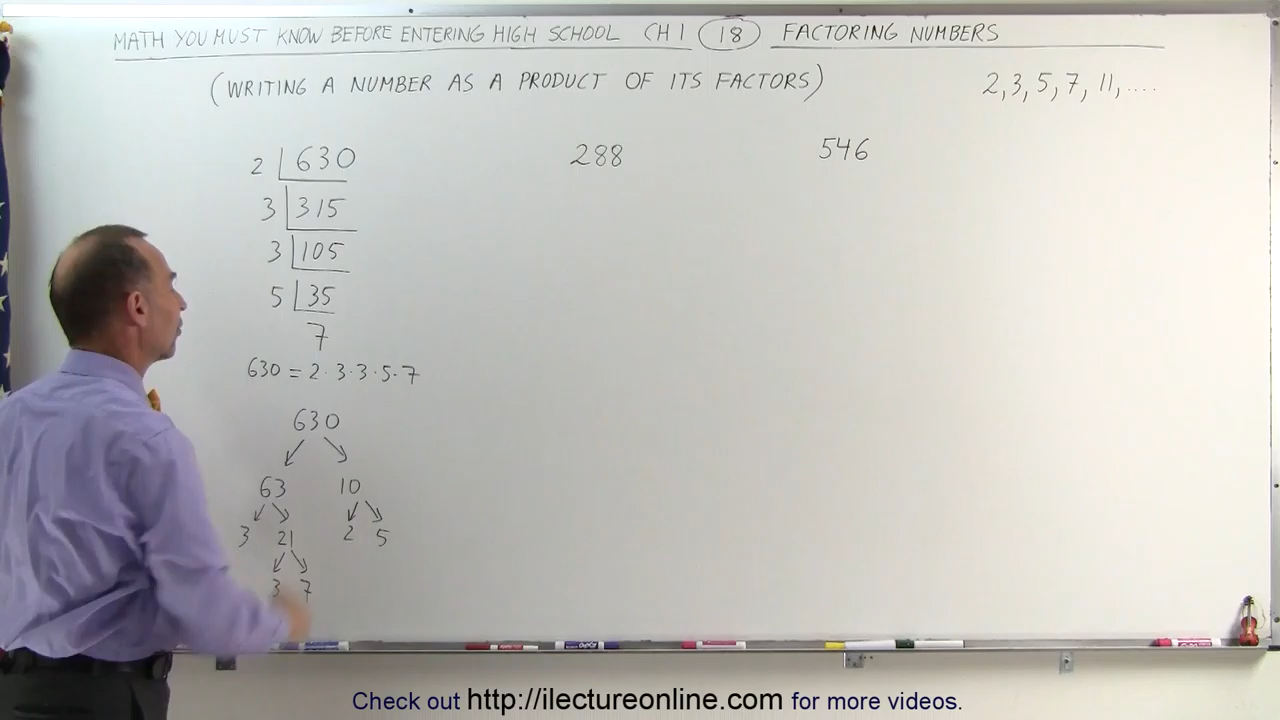 MATH YOU MUST KNOW BEFORE ENTERING HIGH SCHOOL CH 1 18 FACTORING NUMBERS
(WRITING A NUMBER AS A PRODUCT OF ITS FACTORS)
2, 3, 5, 7, 11, ....
2 630
3 315
3 105
5 35
7
630 = 2 · 3 · 3 · 5 · 7
630
63 10
3 21 2 5
3 7
288
546
Check out http://ilectureonline.com for more videos.